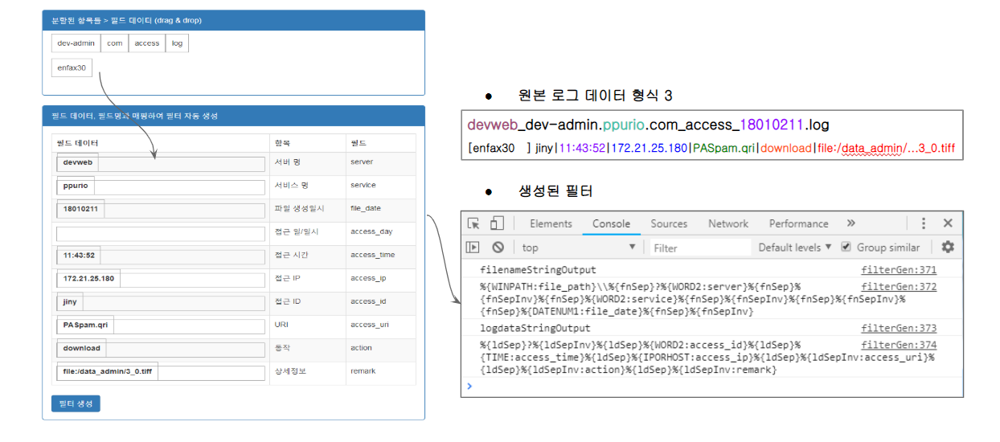 분할된 항목들 > 필드 데이터 (drag & drop)
dev-admin com access log
enfax30
필드 데이터, 필드명과 매핑하여 필터 자동 생성
필드 데이터 항목 필드
devweb 서버 명 server
ppurio 서비스 명 service
18010211 파일 생성일시 file_date
접근 일/일시 access_day
11:43:52 접근 시간 access_time
172.21.25.180 접근 IP access_ip
jiny 접근 ID access_id
PASpam.qri URI access_uri
download 동작 action
file:/data_admin/3_0.tiff 상세정보 remark
필터 생성
● 원본 로그 데이터 형식 3
devweb_dev-admin.ppurio.com_access_18010211.log
[enfax30 ] jiny|11:43:52|172.21.25.180|PASpam.qri|download|file:/data_admin/...3_0.tiff
● 생성된 필터
Elements Console Sources Network Performance »
top ▼ Filter Default levels ▼ Group similar
filenameStringOutput filterGen:371
%{WINPATH:file_path}\\%{fnSep}?%{WORD2:server}%{fnSep}% filterGen:372
{fnSepInv}%{fnSep}%{WORD2:service}%{fnSep}%{fnSepInv}%{fnSep}%{fnSepInv}%
{fnSep}%{DATENUM1:file_date}%{fnSep}%{fnSepInv}
logdataStringOutput filterGen:373
%{ldSep}?%{ldSepInv}%{ldSep}%{WORD2:access_id}%{ldSep}% filterGen:374
{TIME:access_time}%{ldSep}%{IPORHOST:access_ip}%{ldSep}%{ldSepInv:access_uri}%
{ldSep}%{ldSepInv:action}%{ldSep}%{ldSepInv:remark}
>